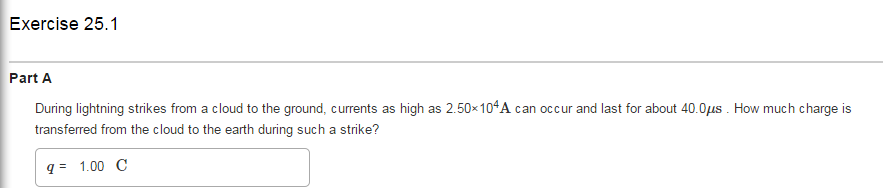 Exercise 25.1
Part A
During lightning strikes from a cloud to the ground, currents as high as 2.50×10⁴A can occur and last for about 40.0μs . How much charge is
transferred from the cloud to the earth during such a strike?
q = 1.00 C